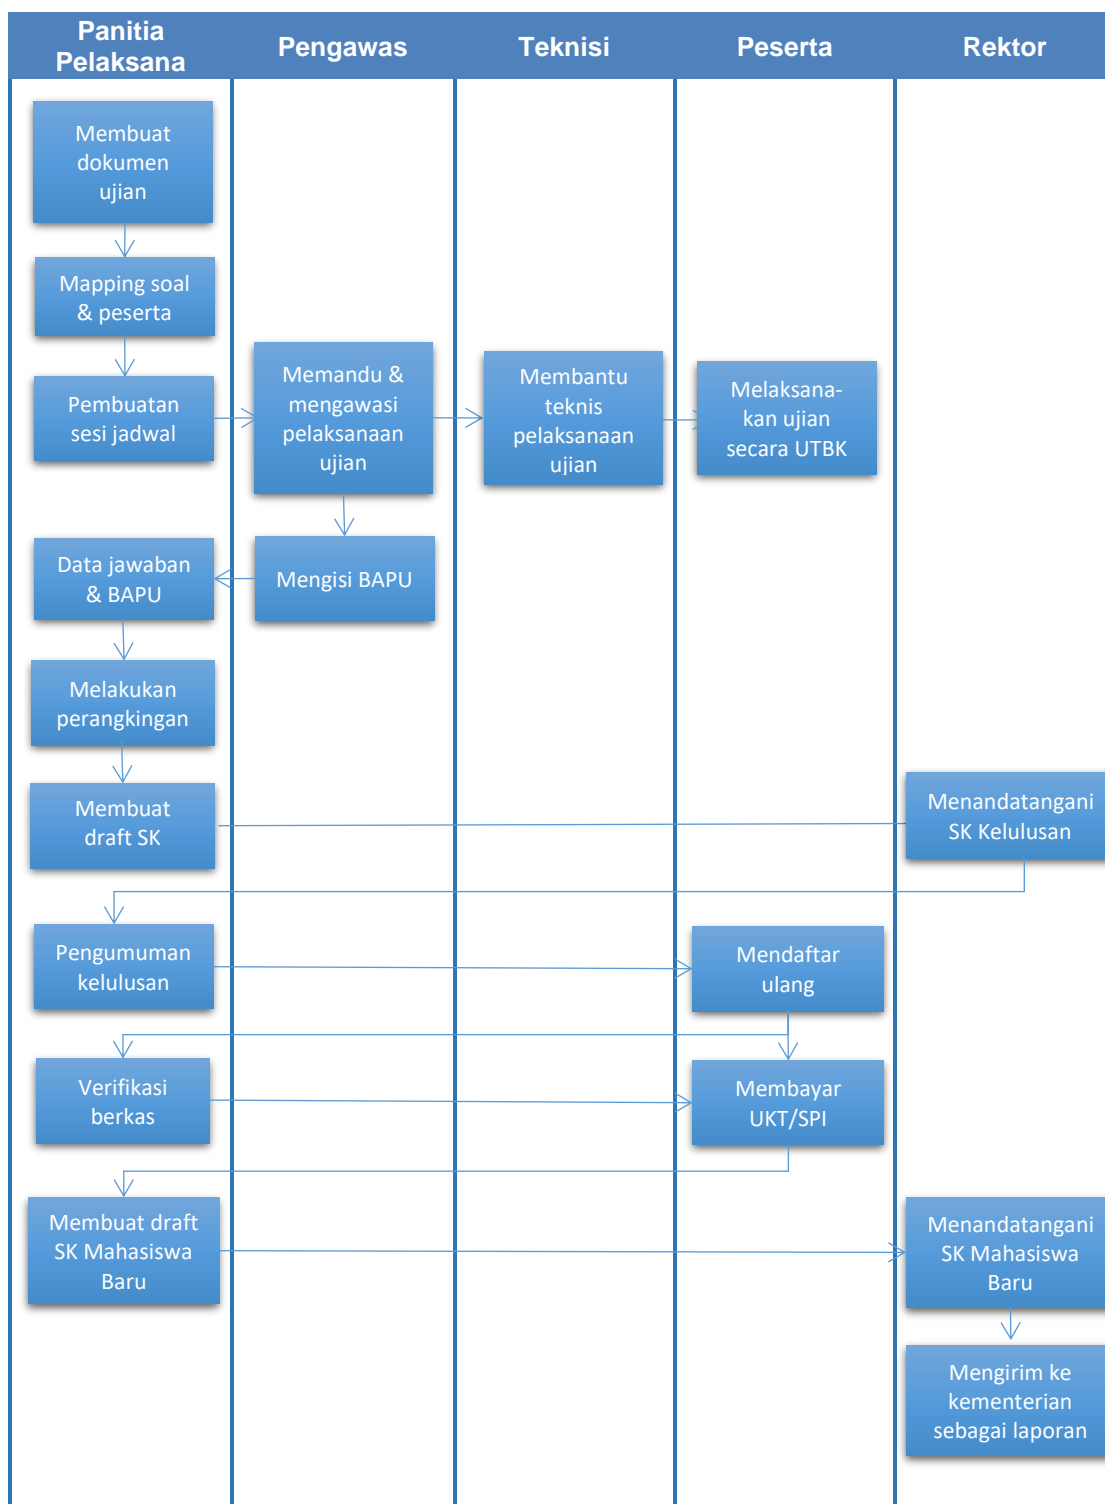 Panitia
Pelaksana
Pengawas
Teknisi
Peserta
Rektor
Membuat
dokumen
ujian
Mapping soal
& peserta
Pembuatan
sesi jadwal
Memandu &
mengawasi
pelaksanaan
ujian
Membantu
teknis
pelaksanaan
ujian
Melaksana-
kan ujian
secara UTBK
Data jawaban
& BAPU
Mengisi BAPU
Melakukan
perangkingan
Membuat
draft SK
Menandatangani
SK Kelulusan
Pengumuman
kelulusan
Mendaftar
ulang
Verifikasi
berkas
Membayar
UKT/SPI
Membuat draft
SK Mahasiswa
Baru
Menandatangani
SK Mahasiswa
Baru
Mengirim ke
kementerian
sebagai laporan